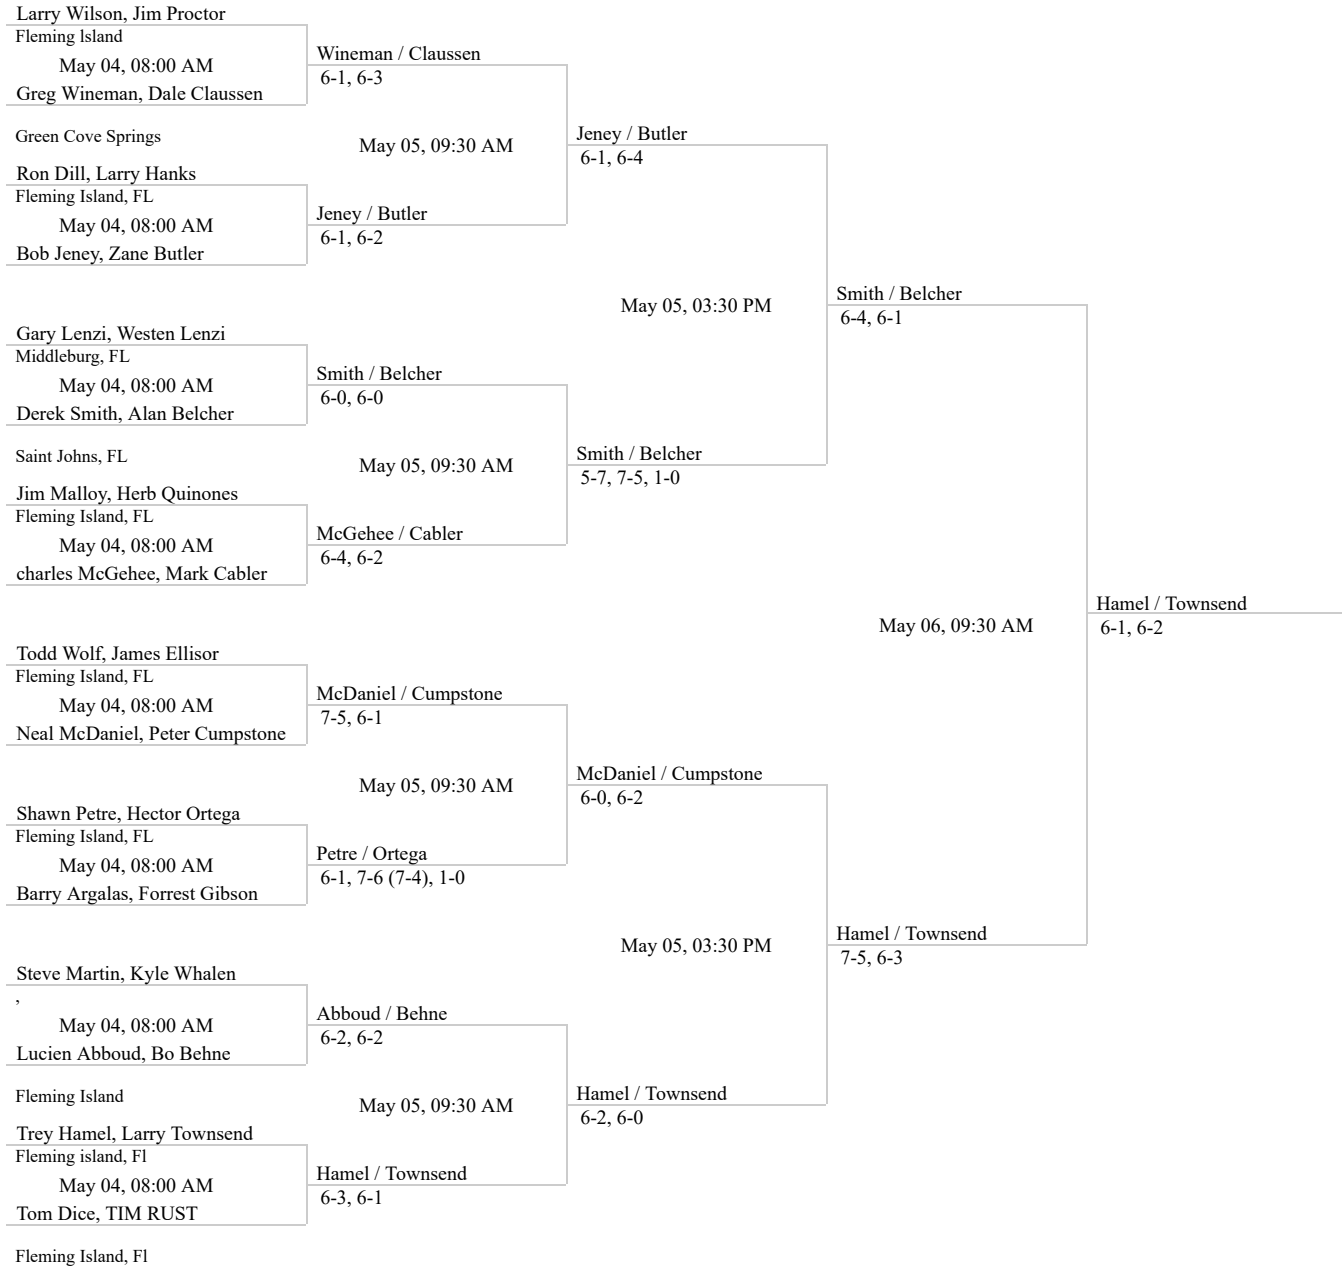 Larry Wilson, Jim Proctor
Fleming Island
May 04, 08:00 AM
Greg Wineman, Dale Claussen
Green Cove Springs
Ron Dill, Larry Hanks
Fleming Island, FL
May 04, 08:00 AM
Bob Jeney, Zane Butler
Gary Lenzi, Westen Lenzi
Middleburg, FL
May 04, 08:00 AM
Derek Smith, Alan Belcher
Saint Johns, FL
Jim Malloy, Herb Quinones
Fleming Island, FL
May 04, 08:00 AM
charles McGehee, Mark Cabler
Todd Wolf, James Ellisor
Fleming Island, FL
May 04, 08:00 AM
Neal McDaniel, Peter Cumpstone
Shawn Petre, Hector Ortega
Fleming Island, FL
May 04, 08:00 AM
Barry Argalas, Forrest Gibson
Steve Martin, Kyle Whalen
,
May 04, 08:00 AM
Lucien Abboud, Bo Behne
Fleming Island
Trey Hamel, Larry Townsend
Fleming island, Fl
May 04, 08:00 AM
Tom Dice, TIM RUST
Fleming Island, Fl
Wineman / Claussen
6-1, 6-3
May 05, 09:30 AM
Jeney / Butler
6-1, 6-2
Smith / Belcher
6-0, 6-0
May 05, 09:30 AM
McGehee / Cabler
6-4, 6-2
McDaniel / Cumpstone
7-5, 6-1
May 05, 09:30 AM
Petre / Ortega
6-1, 7-6 (7-4), 1-0
Abboud / Behne
6-2, 6-2
May 05, 09:30 AM
Hamel / Townsend
6-3, 6-1
Jeney / Butler
6-1, 6-4
May 05, 03:30 PM
Smith / Belcher
5-7, 7-5, 1-0
McDaniel / Cumpstone
6-0, 6-2
May 05, 03:30 PM
Hamel / Townsend
6-2, 6-0
Smith / Belcher
6-4, 6-1
May 06, 09:30 AM
Hamel / Townsend
7-5, 6-3
Hamel / Townsend
6-1, 6-2